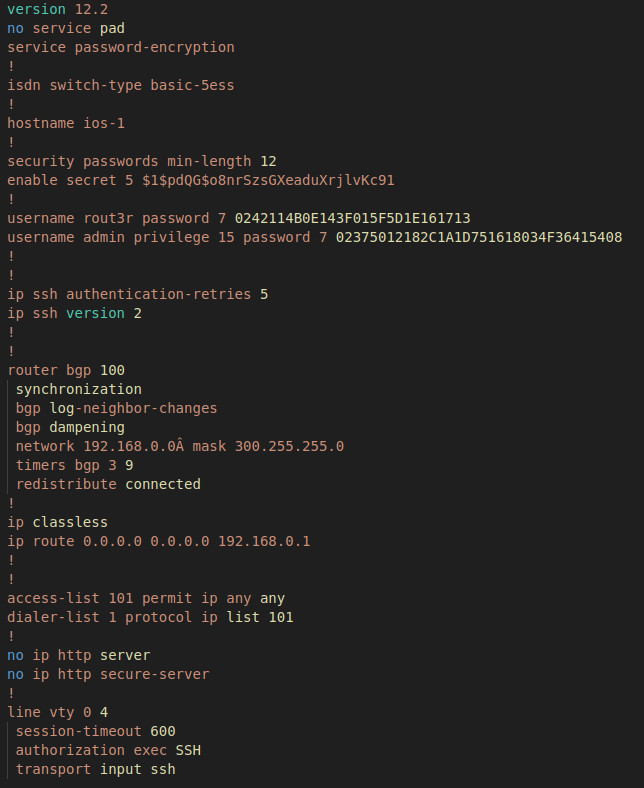 version 12.2
no service pad
service password-encryption
!
isdn switch-type basic-5ess
!
hostname ios-1
!
security passwords min-length 12
enable secret 5 $1$pdQG$o8nrSzsGXeaduXrjlvKc91
!
username rout3r password 7 0242114B0E143F015F5D1E161713
username admin privilege 15 password 7 02375012182C1A1D751618034F36415408
!
!
ip ssh authentication-retries 5
ip ssh version 2
!
!
router bgp 100
 synchronization
 bgp log-neighbor-changes
 bgp dampening
 network 192.168.0.0Â mask 300.255.255.0
 timers bgp 3 9
 redistribute connected
!
ip classless
ip route 0.0.0.0 0.0.0.0 192.168.0.1
!
!
access-list 101 permit ip any any
dialer-list 1 protocol ip list 101
!
no ip http server
no ip http secure-server
!
line vty 0 4
 session-timeout 600
 authorization exec SSH
 transport input ssh